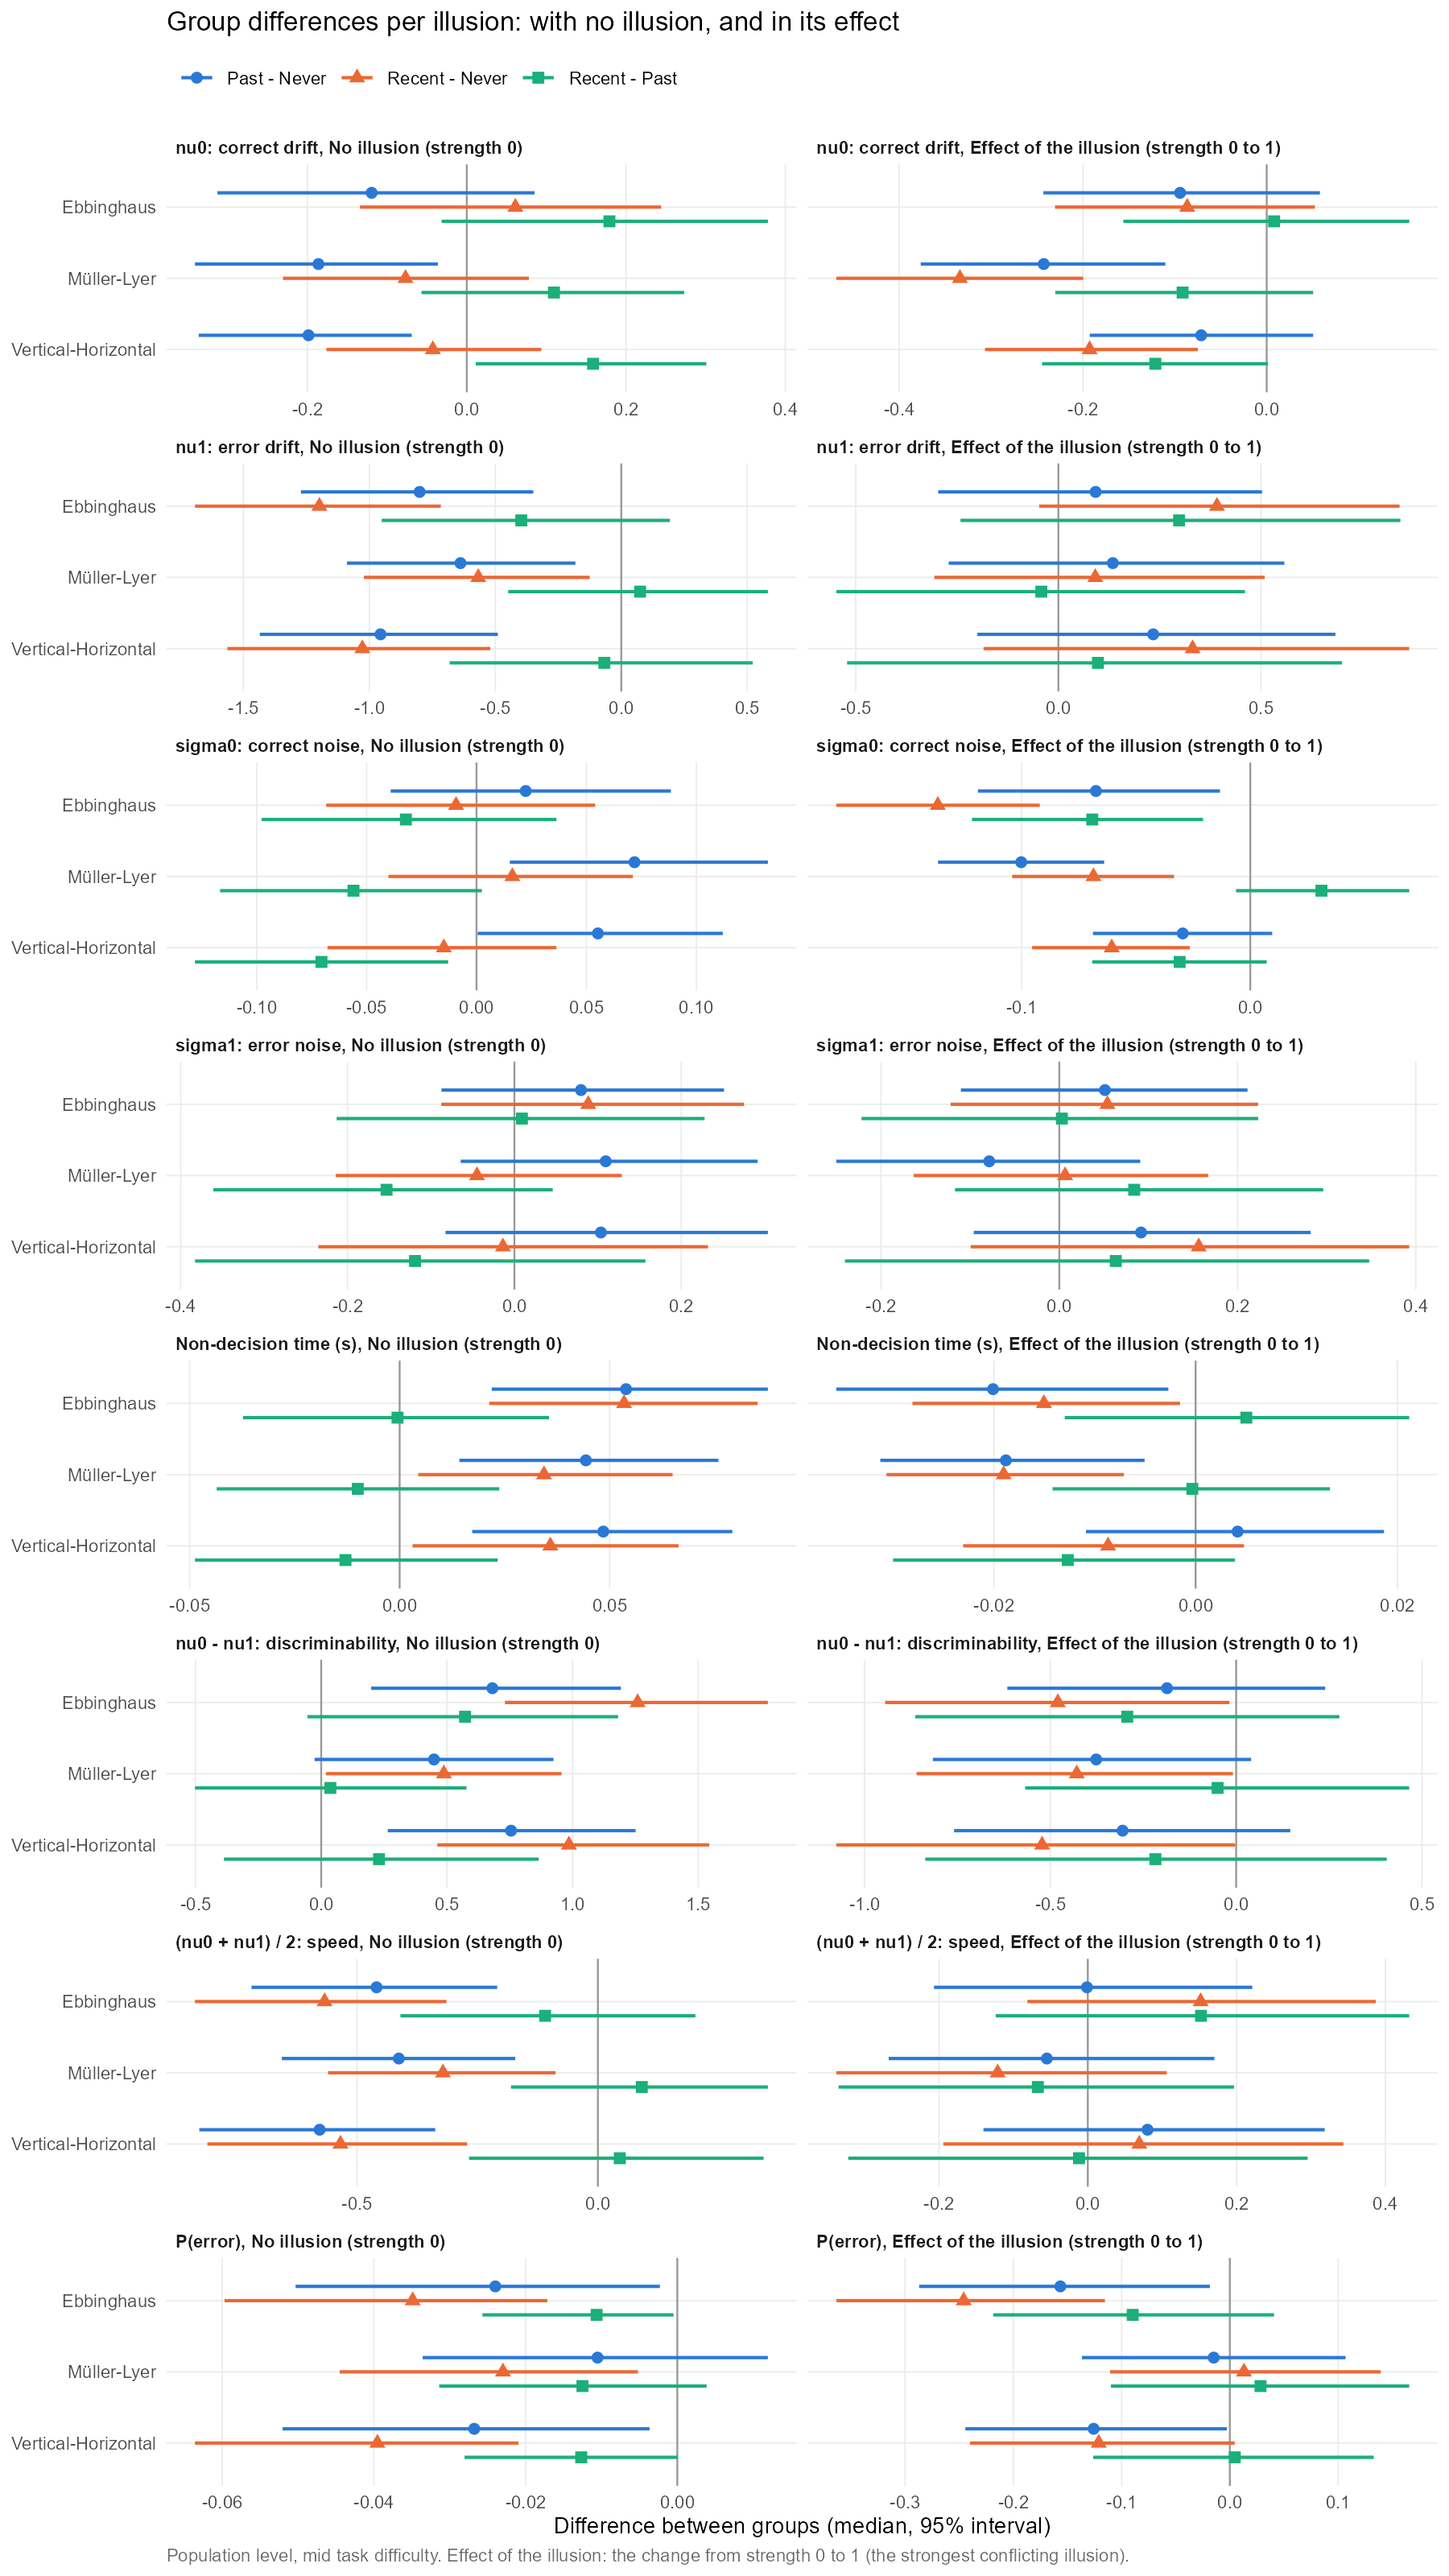 Group differences per illusion: with no illusion, and in its effect
Past - Never Recent - Never Recent - Past
nu0: correct drift, No illusion (strength 0) nu0: correct drift, Effect of the illusion (strength 0 to 1)
Ebbinghaus
Müller-Lyer
Vertical-Horizontal
-0.2 0.0 0.2 0.4 -0.4 -0.2 0.0
nu1: error drift, No illusion (strength 0) nu1: error drift, Effect of the illusion (strength 0 to 1)
Ebbinghaus
Müller-Lyer
Vertical-Horizontal
-1.5 -1.0 -0.5 0.0 0.5 -0.5 0.0 0.5
sigma0: correct noise, No illusion (strength 0) sigma0: correct noise, Effect of the illusion (strength 0 to 1)
Ebbinghaus
Müller-Lyer
Vertical-Horizontal
-0.10 -0.05 0.00 0.05 0.10 -0.1 0.0
sigma1: error noise, No illusion (strength 0) sigma1: error noise, Effect of the illusion (strength 0 to 1)
Ebbinghaus
Müller-Lyer
Vertical-Horizontal
-0.4 -0.2 0.0 0.2 -0.2 0.0 0.2 0.4
Non-decision time (s), No illusion (strength 0) Non-decision time (s), Effect of the illusion (strength 0 to 1)
Ebbinghaus
Müller-Lyer
Vertical-Horizontal
-0.05 0.00 0.05 -0.02 0.00 0.02
nu0 - nu1: discriminability, No illusion (strength 0) nu0 - nu1: discriminability, Effect of the illusion (strength 0 to 1)
Ebbinghaus
Müller-Lyer
Vertical-Horizontal
-0.5 0.0 0.5 1.0 1.5 -1.0 -0.5 0.0 0.5
(nu0 + nu1) / 2: speed, No illusion (strength 0) (nu0 + nu1) / 2: speed, Effect of the illusion (strength 0 to 1)
Ebbinghaus
Müller-Lyer
Vertical-Horizontal
-0.5 0.0 -0.2 0.0 0.2 0.4
P(error), No illusion (strength 0) P(error), Effect of the illusion (strength 0 to 1)
Ebbinghaus
Müller-Lyer
Vertical-Horizontal
-0.06 -0.04 -0.02 0.00 -0.3 -0.2 -0.1 0.0 0.1
Difference between groups (median, 95% interval)
Population level, mid task difficulty. Effect of the illusion: the change from strength 0 to 1 (the strongest conflicting illusion).